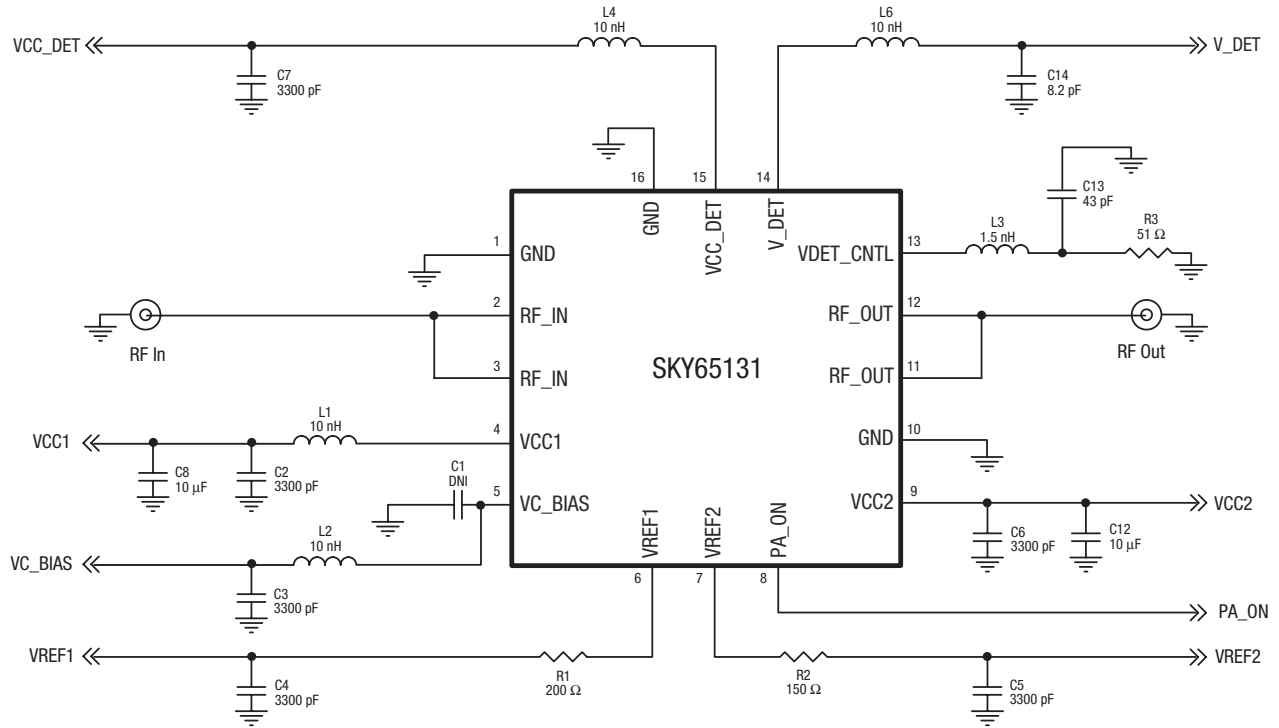 L4
10 nH
L6
10 nH
VCC_DET
V_DET
C7
3300 pF
C14
8.2 pF
16
15
14
GND
VCC_DET
V_DET
C13
43 pF
L3
1.5 nH
R3
51 Ω
1
GND
13
VDET_CNTL
2
RF_IN
12
RF_OUT
RF In
RF Out
3
RF_IN
SKY65131
11
RF_OUT
L1
10 nH
VCC1
4
VCC1
10
GND
C8
10 µF
C2
3300 pF
C1
DNI
5
VC_BIAS
9
VCC2
VCC2
L2
10 nH
VREF1
VREF2
PA_ON
C6
3300 pF
C12
10 µF
VC_BIAS
6
7
8
C3
3300 pF
PA_ON
VREF1
VREF2
R1
200 Ω
R2
150 Ω
C4
3300 pF
C5
3300 pF